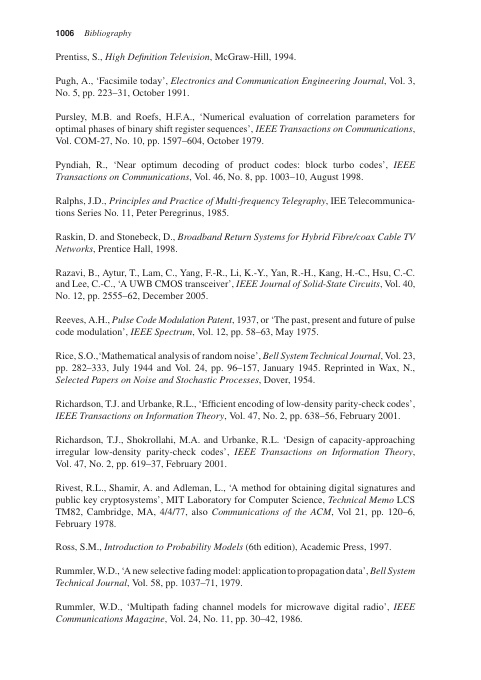 1006 Bibliography
Prentiss, S., High Definition Television, McGraw-Hill, 1994.
Pugh, A., ‘Facsimile today’, Electronics and Communication Engineering Journal, Vol. 3,
No. 5, pp. 223–31, October 1991.
Pursley, M.B. and Roefs, H.F.A., ‘Numerical evaluation of correlation parameters for
optimal phases of binary shift register sequences’, IEEE Transactions on Communications,
Vol. COM-27, No. 10, pp. 1597–604, October 1979.
Pyndiah, R., ‘Near optimum decoding of product codes: block turbo codes’, IEEE
Transactions on Communications, Vol. 46, No. 8, pp. 1003–10, August 1998.
Ralphs, J.D., Principles and Practice of Multi-frequency Telegraphy, IEE Telecommunica-
tions Series No. 11, Peter Peregrinus, 1985.
Raskin, D. and Stonebeck, D., Broadband Return Systems for Hybrid Fibre/coax Cable TV
Networks, Prentice Hall, 1998.
Razavi, B., Aytur, T., Lam, C., Yang, F.-R., Li, K.-Y., Yan, R.-H., Kang, H.-C., Hsu, C.-C.
and Lee, C.-C., ‘A UWB CMOS transceiver’, IEEE Journal of Solid-State Circuits, Vol. 40,
No. 12, pp. 2555–62, December 2005.
Reeves, A.H., Pulse Code Modulation Patent, 1937, or ‘The past, present and future of pulse
code modulation’, IEEE Spectrum, Vol. 12, pp. 58–63, May 1975.
Rice, S.O.,‘Mathematical analysis of random noise’, Bell System Technical Journal, Vol. 23,
pp. 282–333, July 1944 and Vol. 24, pp. 96–157, January 1945. Reprinted in Wax, N.,
Selected Papers on Noise and Stochastic Processes, Dover, 1954.
Richardson, T.J. and Urbanke, R.L., ‘Efficient encoding of low-density parity-check codes’,
IEEE Transactions on Information Theory, Vol. 47, No. 2, pp. 638–56, February 2001.
Richardson, T.J., Shokrollahi, M.A. and Urbanke, R.L. ‘Design of capacity-approaching
irregular low-density parity-check codes’, IEEE Transactions on Information Theory,
Vol. 47, No. 2, pp. 619–37, February 2001.
Rivest, R.L., Shamir, A. and Adleman, L., ‘A method for obtaining digital signatures and
public key cryptosystems’, MIT Laboratory for Computer Science, Technical Memo LCS
TM82, Cambridge, MA, 4/4/77, also Communications of the ACM, Vol 21, pp. 120–6,
February 1978.
Ross, S.M., Introduction to Probability Models (6th edition), Academic Press, 1997.
Rummler, W.D., ‘A new selective fading model: application to propagation data’, Bell System
Technical Journal, Vol. 58, pp. 1037–71, 1979.
Rummler, W.D., ‘Multipath fading channel models for microwave digital radio’, IEEE
Communications Magazine, Vol. 24, No. 11, pp. 30–42, 1986.